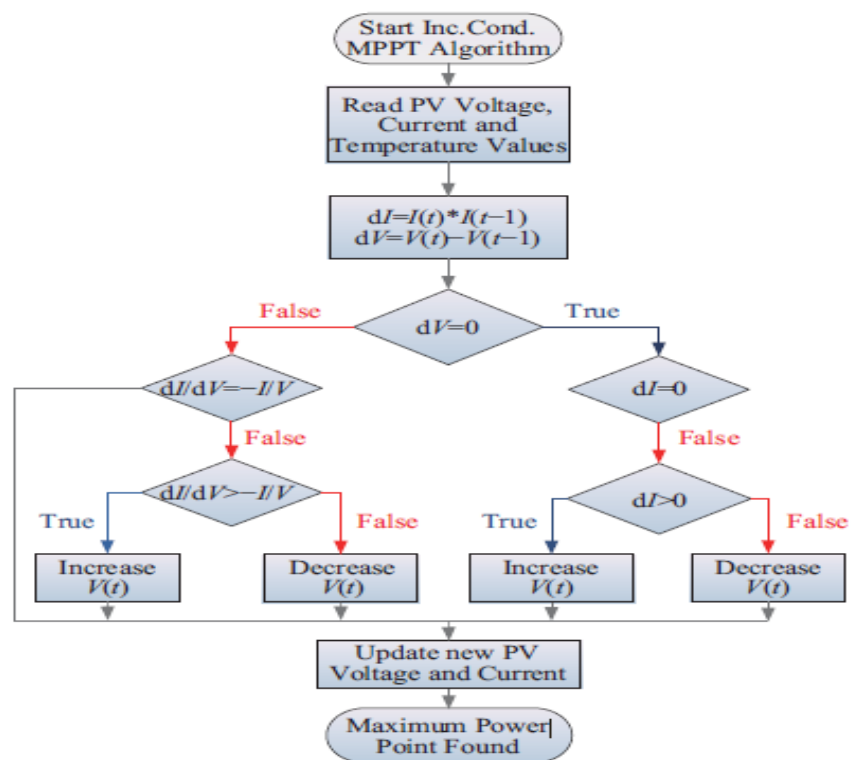 Start Inc.Cond.
MPPT Algorithm
Read PV Voltage,
Current and
Temperature Values
dI=I(t)*I(t−1)
dV=V(t)−V(t−1)
False
dV=0
True
dI/dV=−I/V
dI=0
False
False
dI/dV>−I/V
dI>0
True
False
True
False
Increase
V(t)
Decrease
V(t)
Increase
V(t)
Decrease
V(t)
Update new PV
Voltage and Current
Maximum Power
Point Found